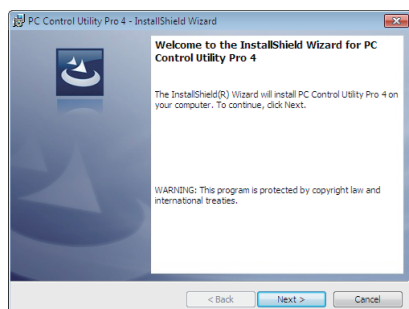 PC Control Utility Pro 4 - InstallShield Wizard
Welcome to the InstallShield Wizard for PC
Control Utility Pro 4
The InstallShield(R) Wizard will install PC Control Utility Pro 4 on
your computer. To continue, click Next.
WARNING: This program is protected by copyright law and
international treaties.
< Back
Next >
Cancel